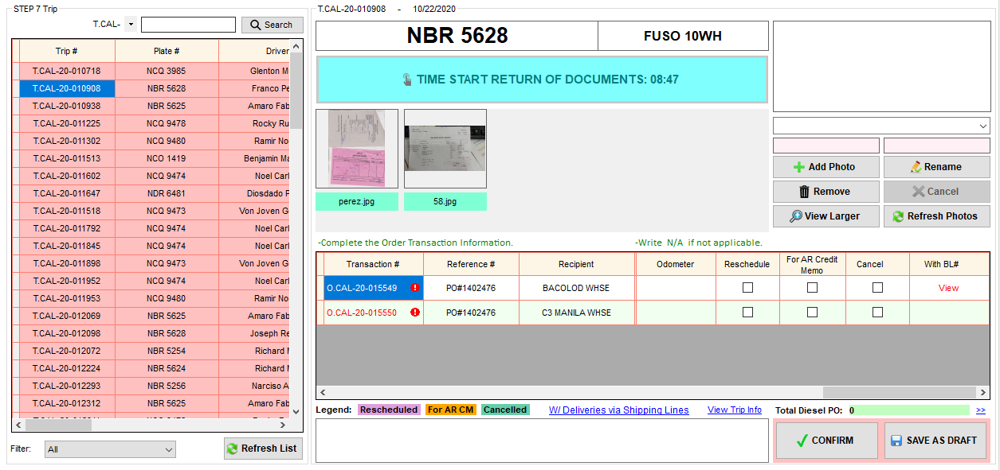 STEP 7 Trip
T.CAL-
Search
Trip # Plate # Driver
T.CAL-20-010718 NCQ 3985 Glenton M
T.CAL-20-010908 NBR 5628 Franco Pe
T.CAL-20-010938 NBR 5625 Amaro Fab
T.CAL-20-011225 NCQ 9478 Rocky Ru
T.CAL-20-011302 NCQ 9480 Ramir No
T.CAL-20-011513 NCO 1419 Benjamin Ma
T.CAL-20-011602 NCQ 9474 Noel Carl
T.CAL-20-011647 NDR 6481 Diosdado P
T.CAL-20-011518 NCQ 9473 Von Joven G
T.CAL-20-011792 NCQ 9474 Noel Carl
T.CAL-20-011845 NCQ 9474 Noel Carl
T.CAL-20-011898 NCQ 9473 Von Joven G
T.CAL-20-011952 NCQ 9474 Noel Carl
T.CAL-20-011953 NCQ 9480 Ramir No
T.CAL-20-012069 NBR 5625 Amaro Fab
T.CAL-20-012098 NBR 5628 Joseph Re
T.CAL-20-012072 NBR 5254 Richard
T.CAL-20-012224 NBR 5624 Richard
T.CAL-20-012293 NBR 5256 Narciso A
T.CAL-20-012312 NBR 5625 Amaro Fab
Filter: All
Refresh List
T.CAL-20-010908 - 10/22/2020
NBR 5628 FUSO 10WH
TIME START RETURN OF DOCUMENTS: 08:47
perez.jpg 58.jpg
Add Photo Rename
Remove Cancel
View Larger Refresh Photos
-Complete the Order Transaction Information. -Write N/A if not applicable.
Transaction # Reference # Recipient Odometer Reschedule For AR Credit Memo Cancel With BL#
O.CAL-20-015549 PO#1402476 BACOLOD WHSE View
O.CAL-20-015550 PO#1402476 C3 MANILA WHSE
Legend: Rescheduled For AR CM Cancelled W/ Deliveries via Shipping Lines View Trip Info Total Diesel PO: 0 >>
CONFIRM SAVE AS DRAFT